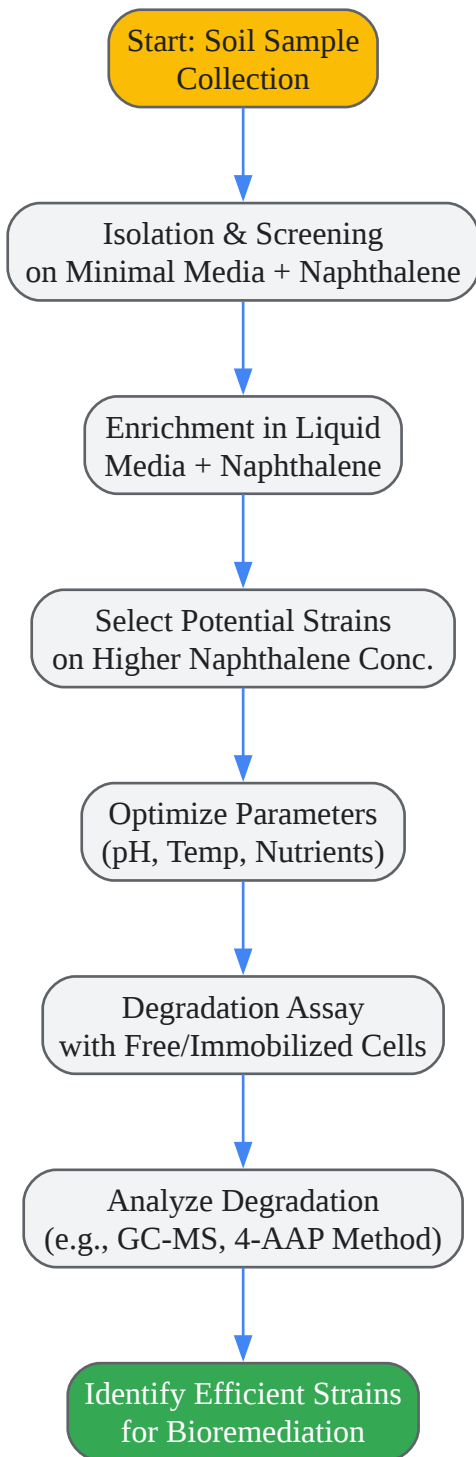 Start: Soil Sample
Collection
Isolation & Screening
on Minimal Media + Naphthalene
Enrichment in Liquid
Media + Naphthalene
Select Potential Strains
on Higher Naphthalene Conc.
Optimize Parameters
(pH, Temp, Nutrients)
Degradation Assay
with Free/Immobilized Cells
Analyze Degradation
(e.g., GC-MS, 4-AAP Method)
Identify Efficient Strains
for Bioremediation